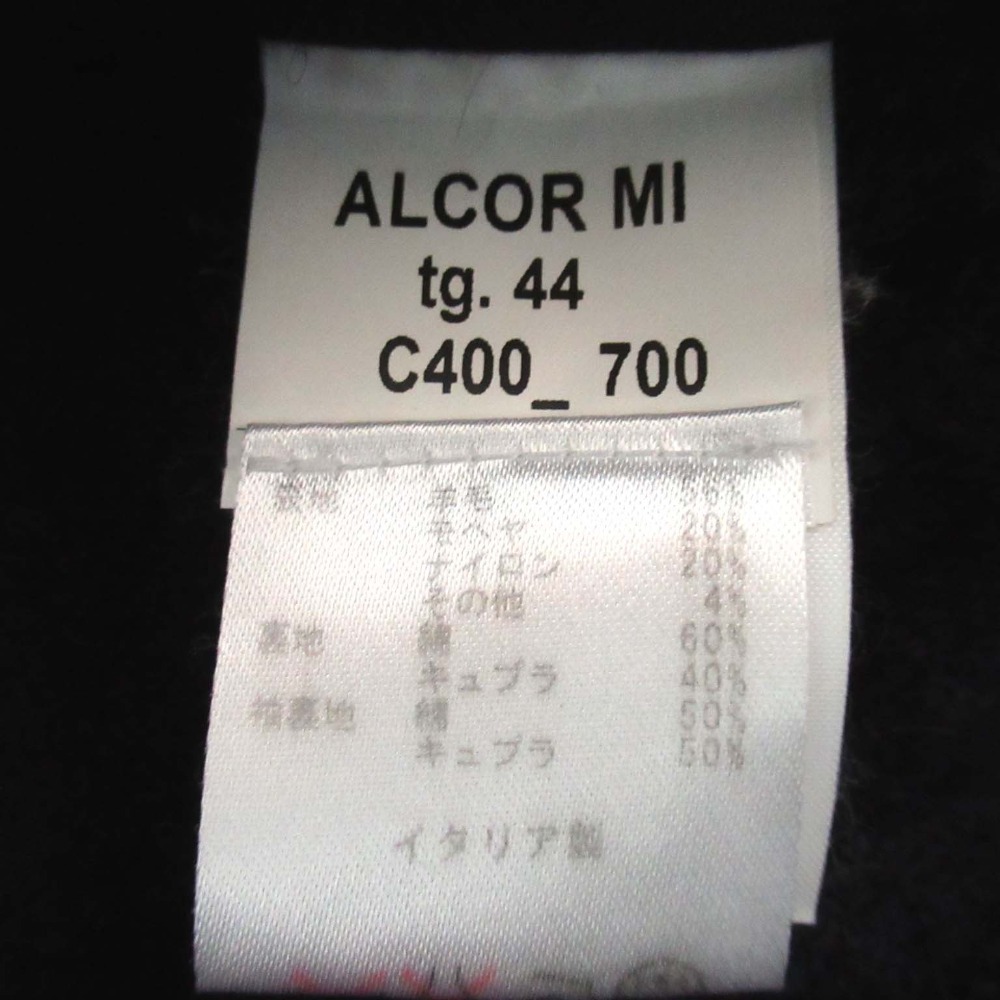 ALCOR MI
tg. 44
C400_ 700
表地 羊毛 56%
モヘヤ 20%
ナイロン 20%
その他 4%
裏地 綿 60%
キュプラ 40%
袖裏地 綿 50%
キュプラ 50%
イタリア製